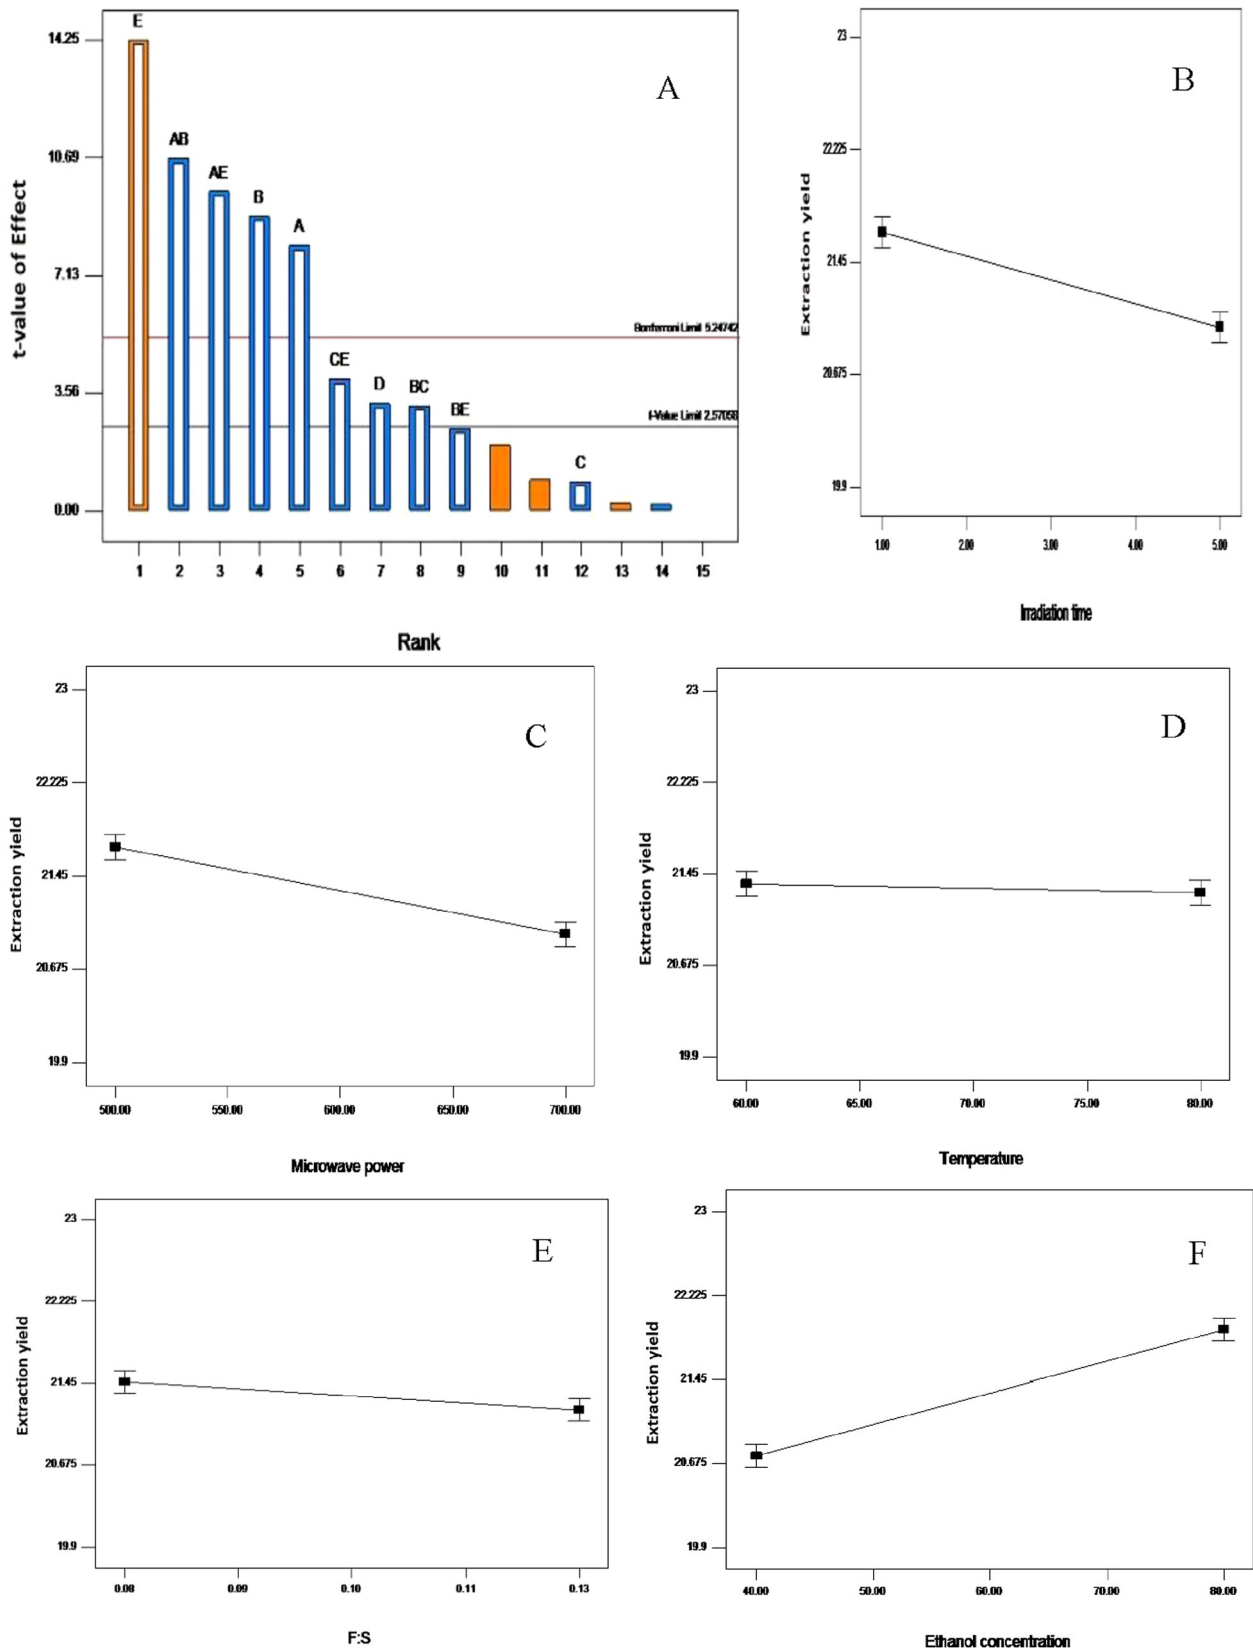 A
t-value of Effect
14.25
10.69
7.13
3.56
0.00
E
AB
AE
B
A
CE
D
BC
BE
C
Bonferroni Limit 5.24742
t-Value Limit 2.57058
1 2 3 4 5 6 7 8 9 10 11 12 13 14 15
Rank
B
Extraction yield
23
22.225
21.45
20.675
19.9
1.00 2.00 3.00 4.00 5.00
Irradiation time
C
Extraction yield
23
22.225
21.45
20.675
19.9
500.00 550.00 600.00 650.00 700.00
Microwave power
D
Extraction yield
23
22.225
21.45
20.675
19.9
60.00 65.00 70.00 75.00 80.00
Temperature
E
Extraction yield
23
22.225
21.45
20.675
19.9
0.08 0.09 0.10 0.11 0.13
F:S
F
Extraction yield
23
22.225
21.45
20.675
19.9
40.00 50.00 60.00 70.00 80.00
Ethanol concentration